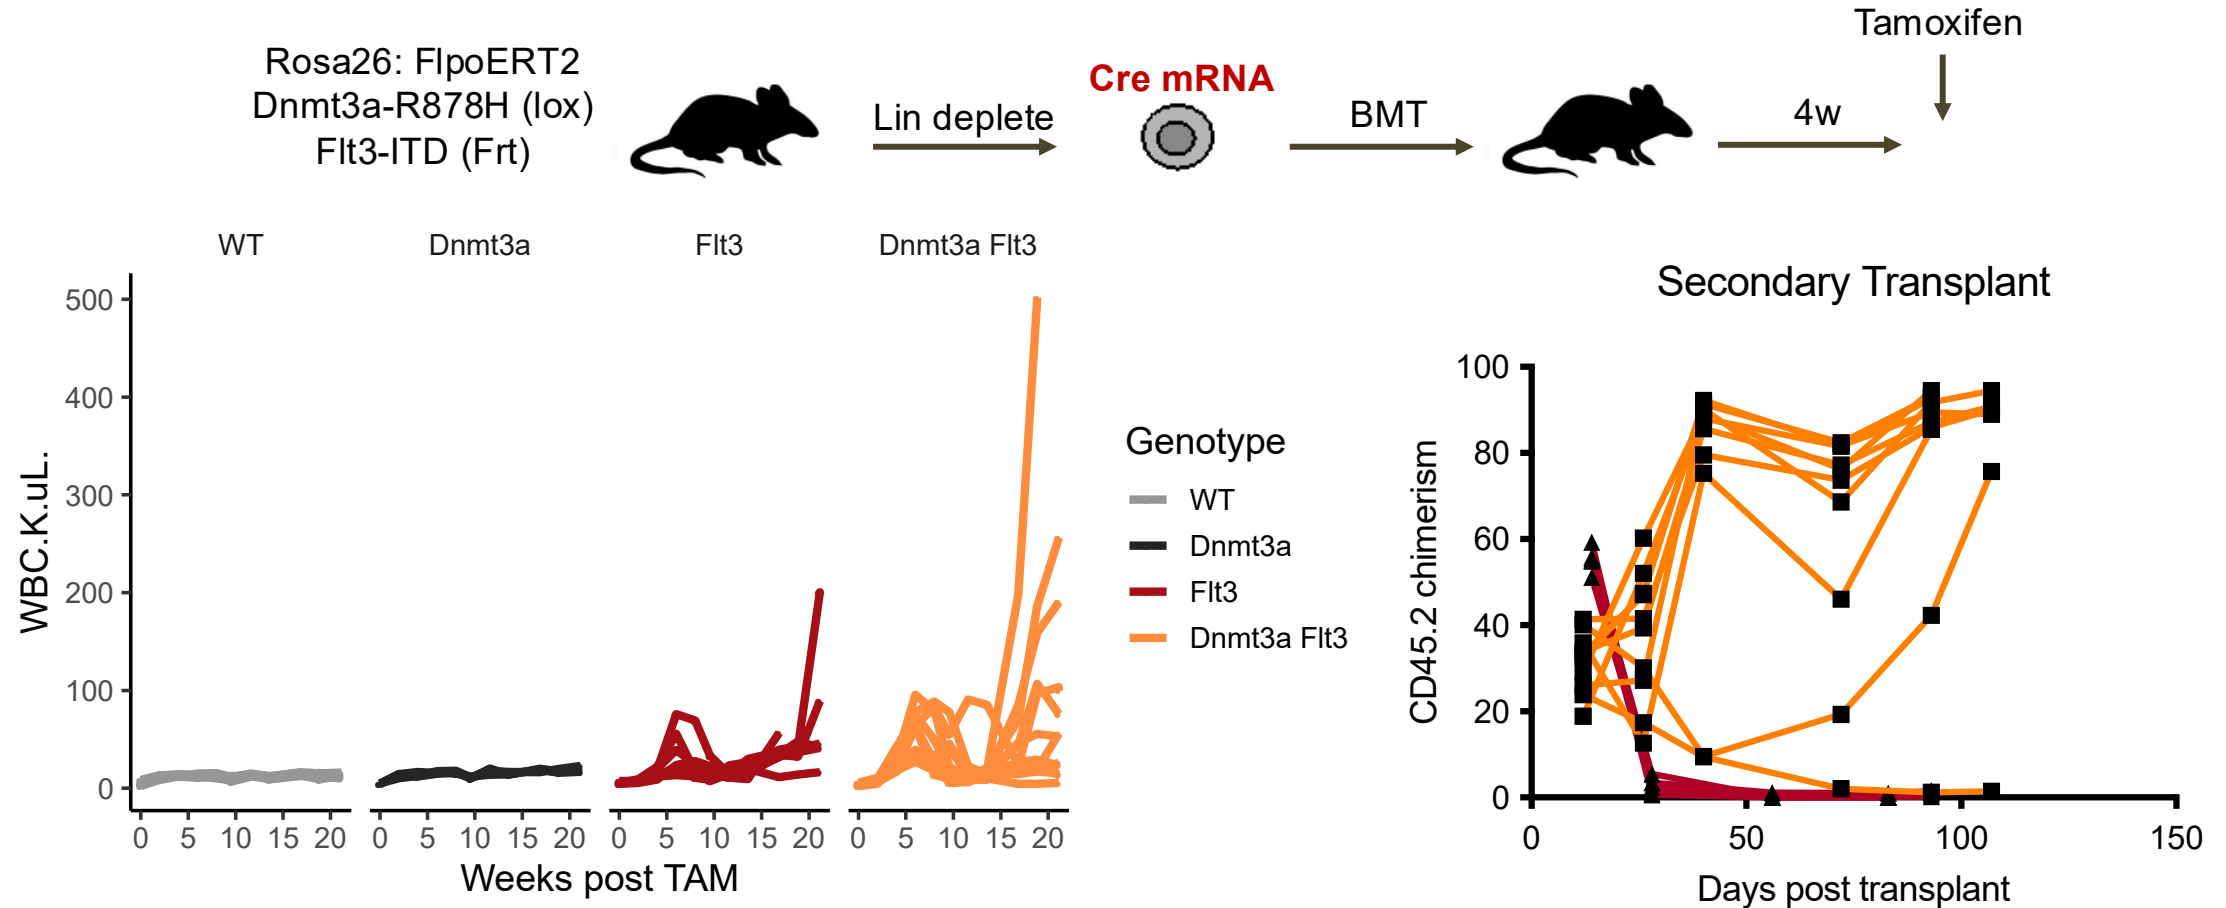 Tamoxifen
Rosa26: FlpoERT2
Dnmt3a-R878H (lox)
Flt3-ITD (Frt)
Lin deplete
Cre mRNA
BMT
4w
WT
Dnmt3a
Flt3
Dnmt3a Flt3
WBC.K.uL.
500
400
300
200
100
0
0 5 10 15 20
0 5 10 15 20
0 5 10 15 20
0 5 10 15 20
Weeks post TAM
Genotype
WT
Dnmt3a
Flt3
Dnmt3a Flt3
Secondary Transplant
CD45.2 chimerism
100
80
60
40
20
0
0 50 100 150
Days post transplant